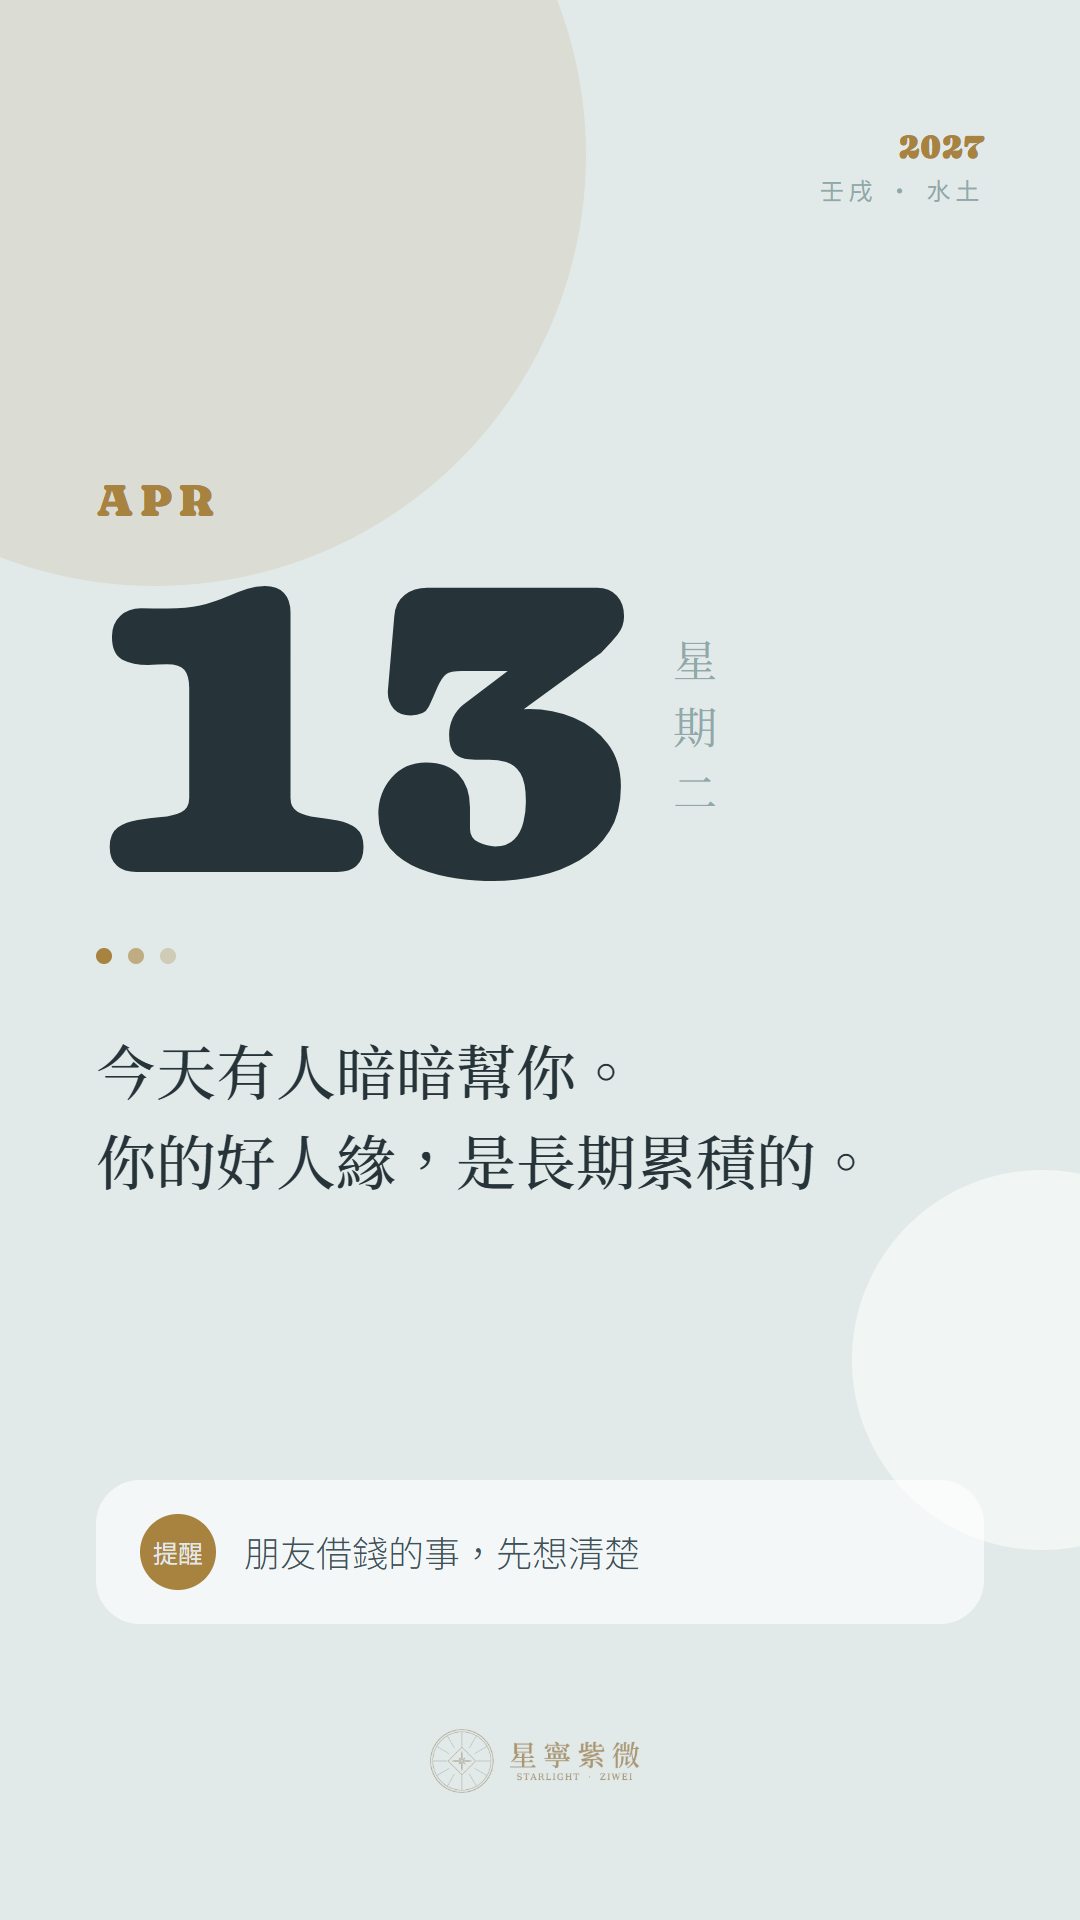 2027
壬戌 · 水土
APR
13
星期二
今天有人暗暗幫你。
你的好人緣，是長期累積的。
提醒
朋友借錢的事，先想清楚
星寧紫微
STARLIGHT · ZIWEI